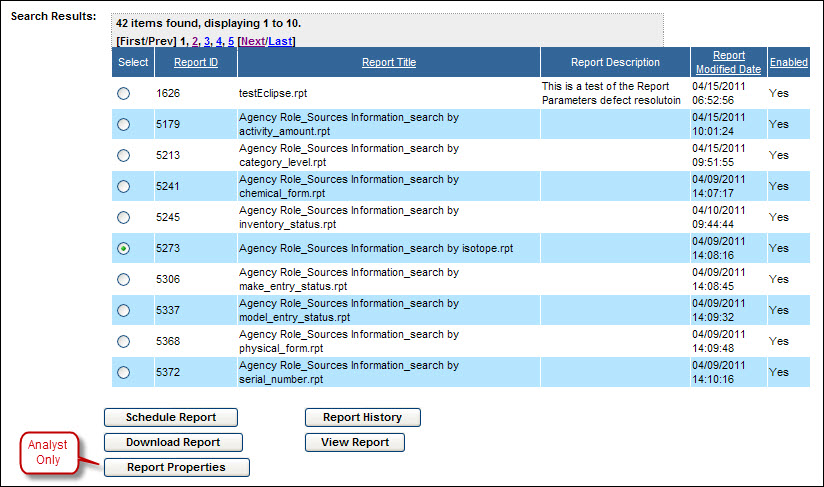 Search Results:
42 items found, displaying 1 to 10.
[First/Prev] 1, 2, 3, 4, 5 [Next/Last]
Select Report ID Report Title Report Description Report Modified Date Enabled
1626 testEclipse.rpt This is a test of the Report Parameters defect resolutoin 04/15/2011 06:52:56 Yes
5179 Agency Role_Sources Information_search by activity_amount.rpt 04/15/2011 10:01:24 Yes
5213 Agency Role_Sources Information_search by category_level.rpt 04/15/2011 09:51:55 Yes
5241 Agency Role_Sources Information_search by chemical_form.rpt 04/09/2011 14:07:17 Yes
5245 Agency Role_Sources Information_search by inventory_status.rpt 04/10/2011 09:44:44 Yes
5273 Agency Role_Sources Information_search by isotope.rpt 04/09/2011 14:08:16 Yes
5306 Agency Role_Sources Information_search by make_entry_status.rpt 04/09/2011 14:08:45 Yes
5337 Agency Role_Sources Information_search by model_entry_status.rpt 04/09/2011 14:09:32 Yes
5368 Agency Role_Sources Information_search by physical_form.rpt 04/09/2011 14:09:48 Yes
5372 Agency Role_Sources Information_search by serial_number.rpt 04/09/2011 14:10:16 Yes
Schedule Report Report History
Download Report View Report
Analyst
Only
Report Properties